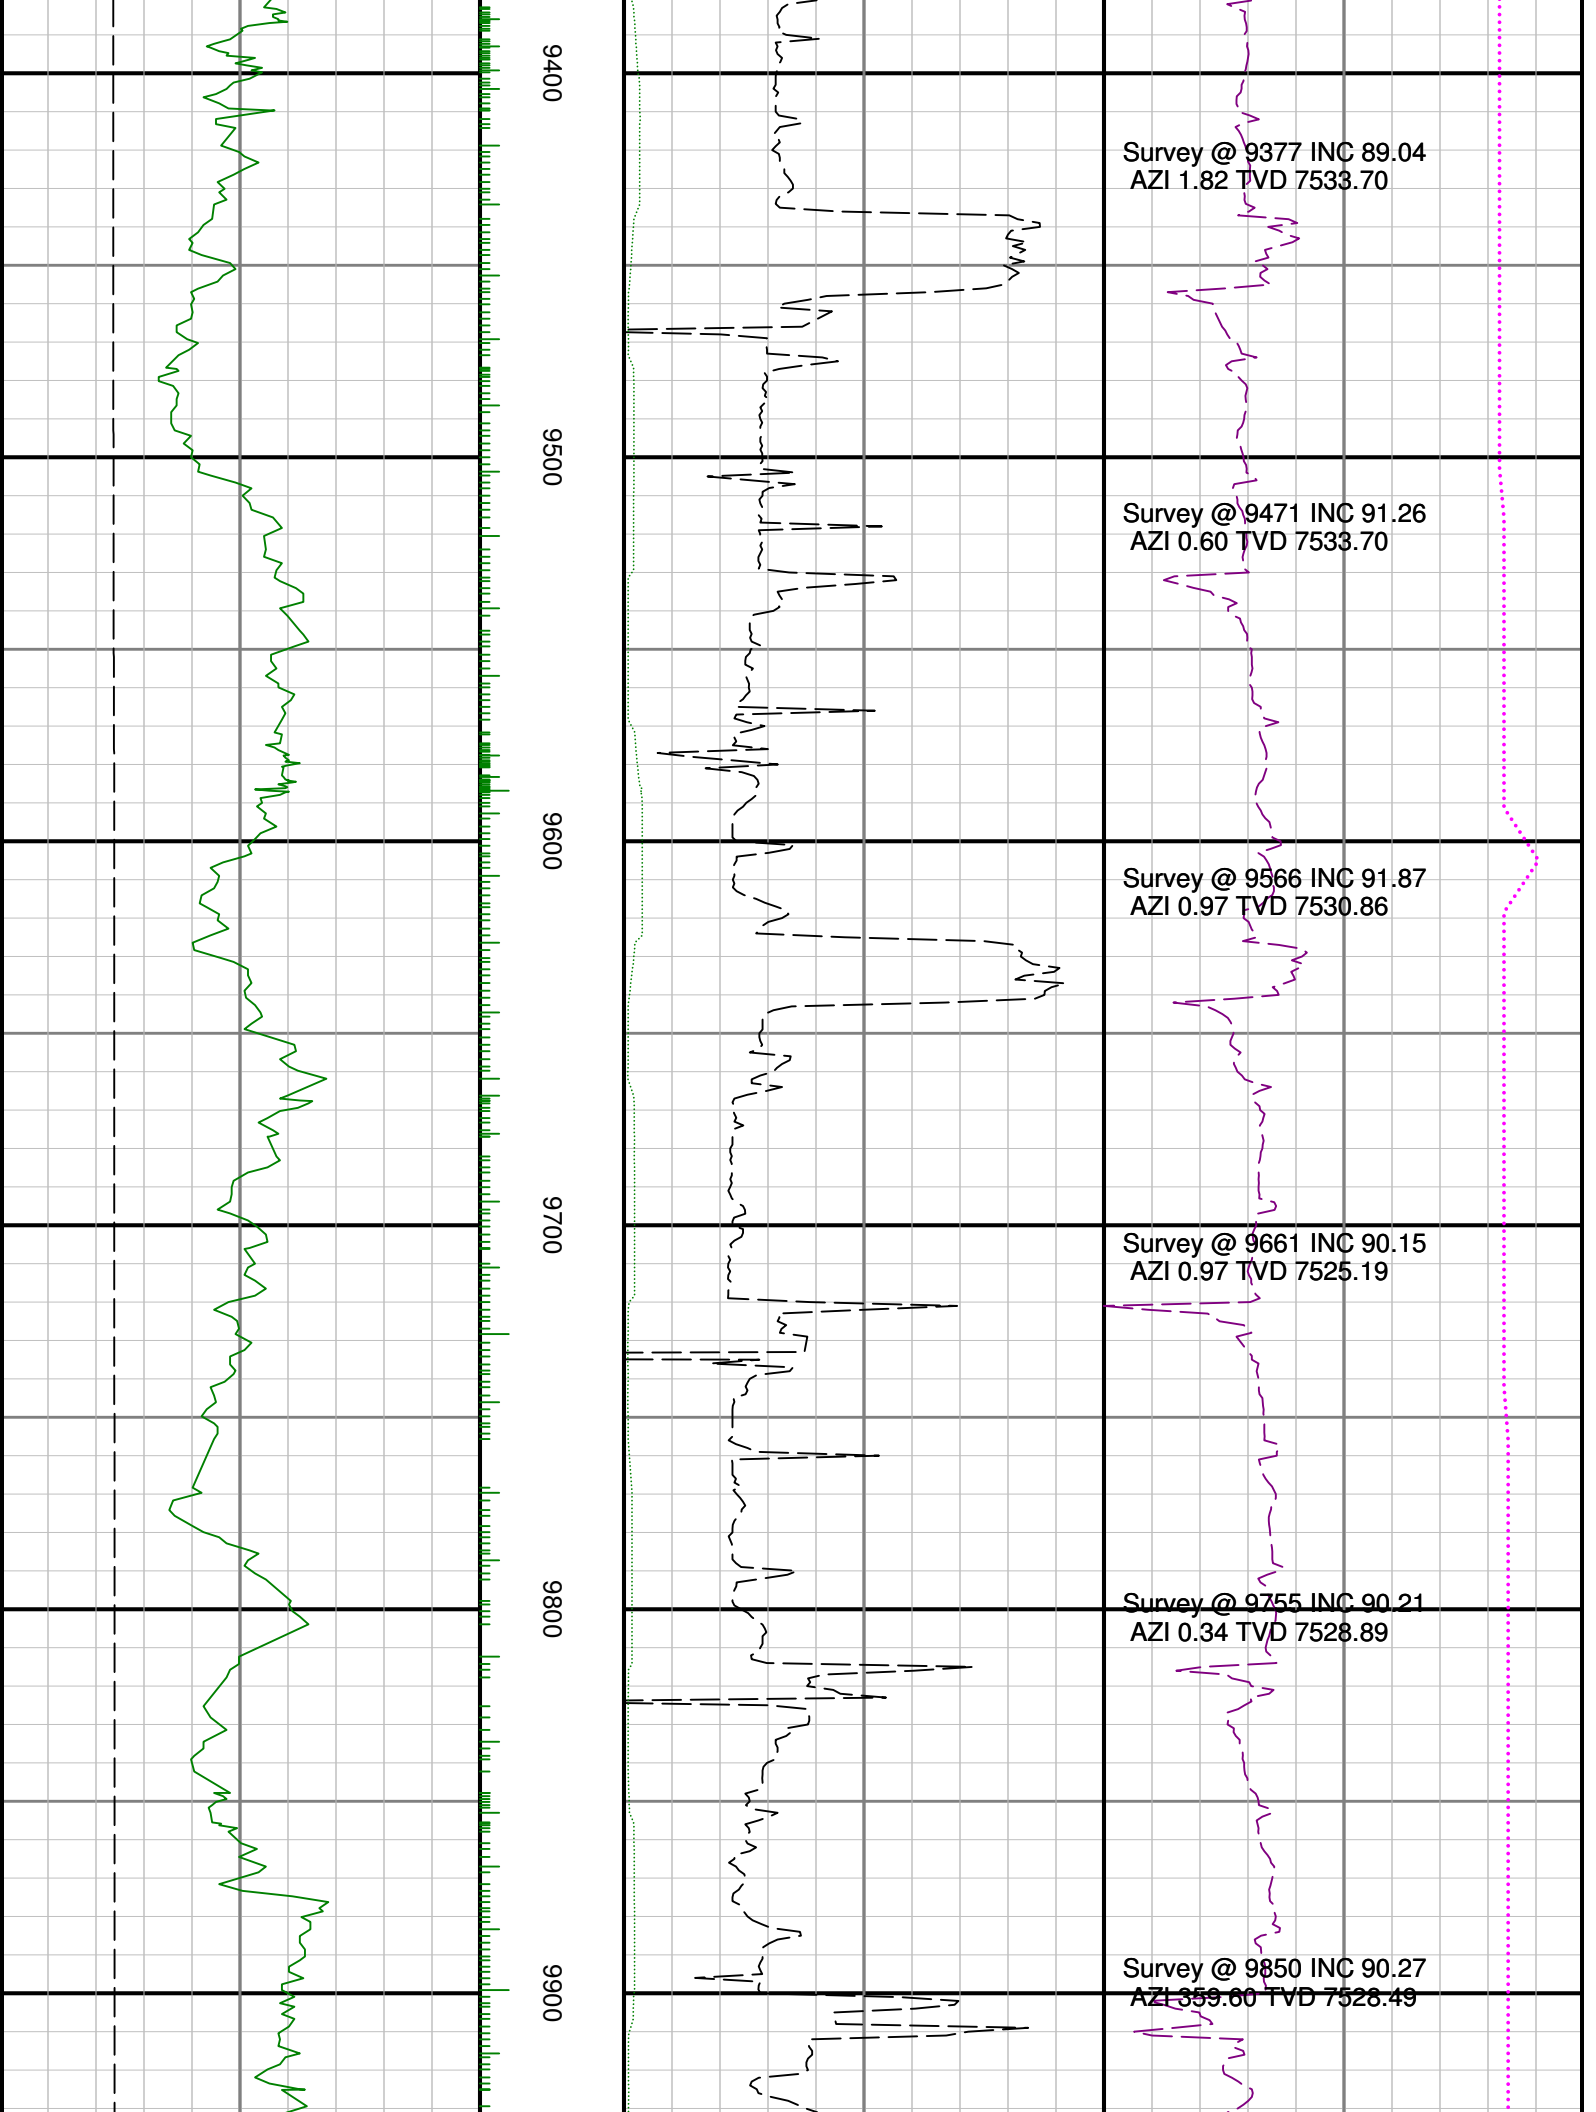 9400
Survey @ 9377 INC 89.04
AZI 1.82 TVD 7533.70
9500
Survey @ 9471 INC 91.26
AZI 0.60 TVD 7533.70
9600
Survey @ 9566 INC 91.87
AZI 0.97 TVD 7530.86
9700
Survey @ 9661 INC 90.15
AZI 0.97 TVD 7525.19
9800
Survey @ 9755 INC 90.21
AZI 0.34 TVD 7528.89
9900
Survey @ 9850 INC 90.27
AZI 359.60 TVD 7528.49